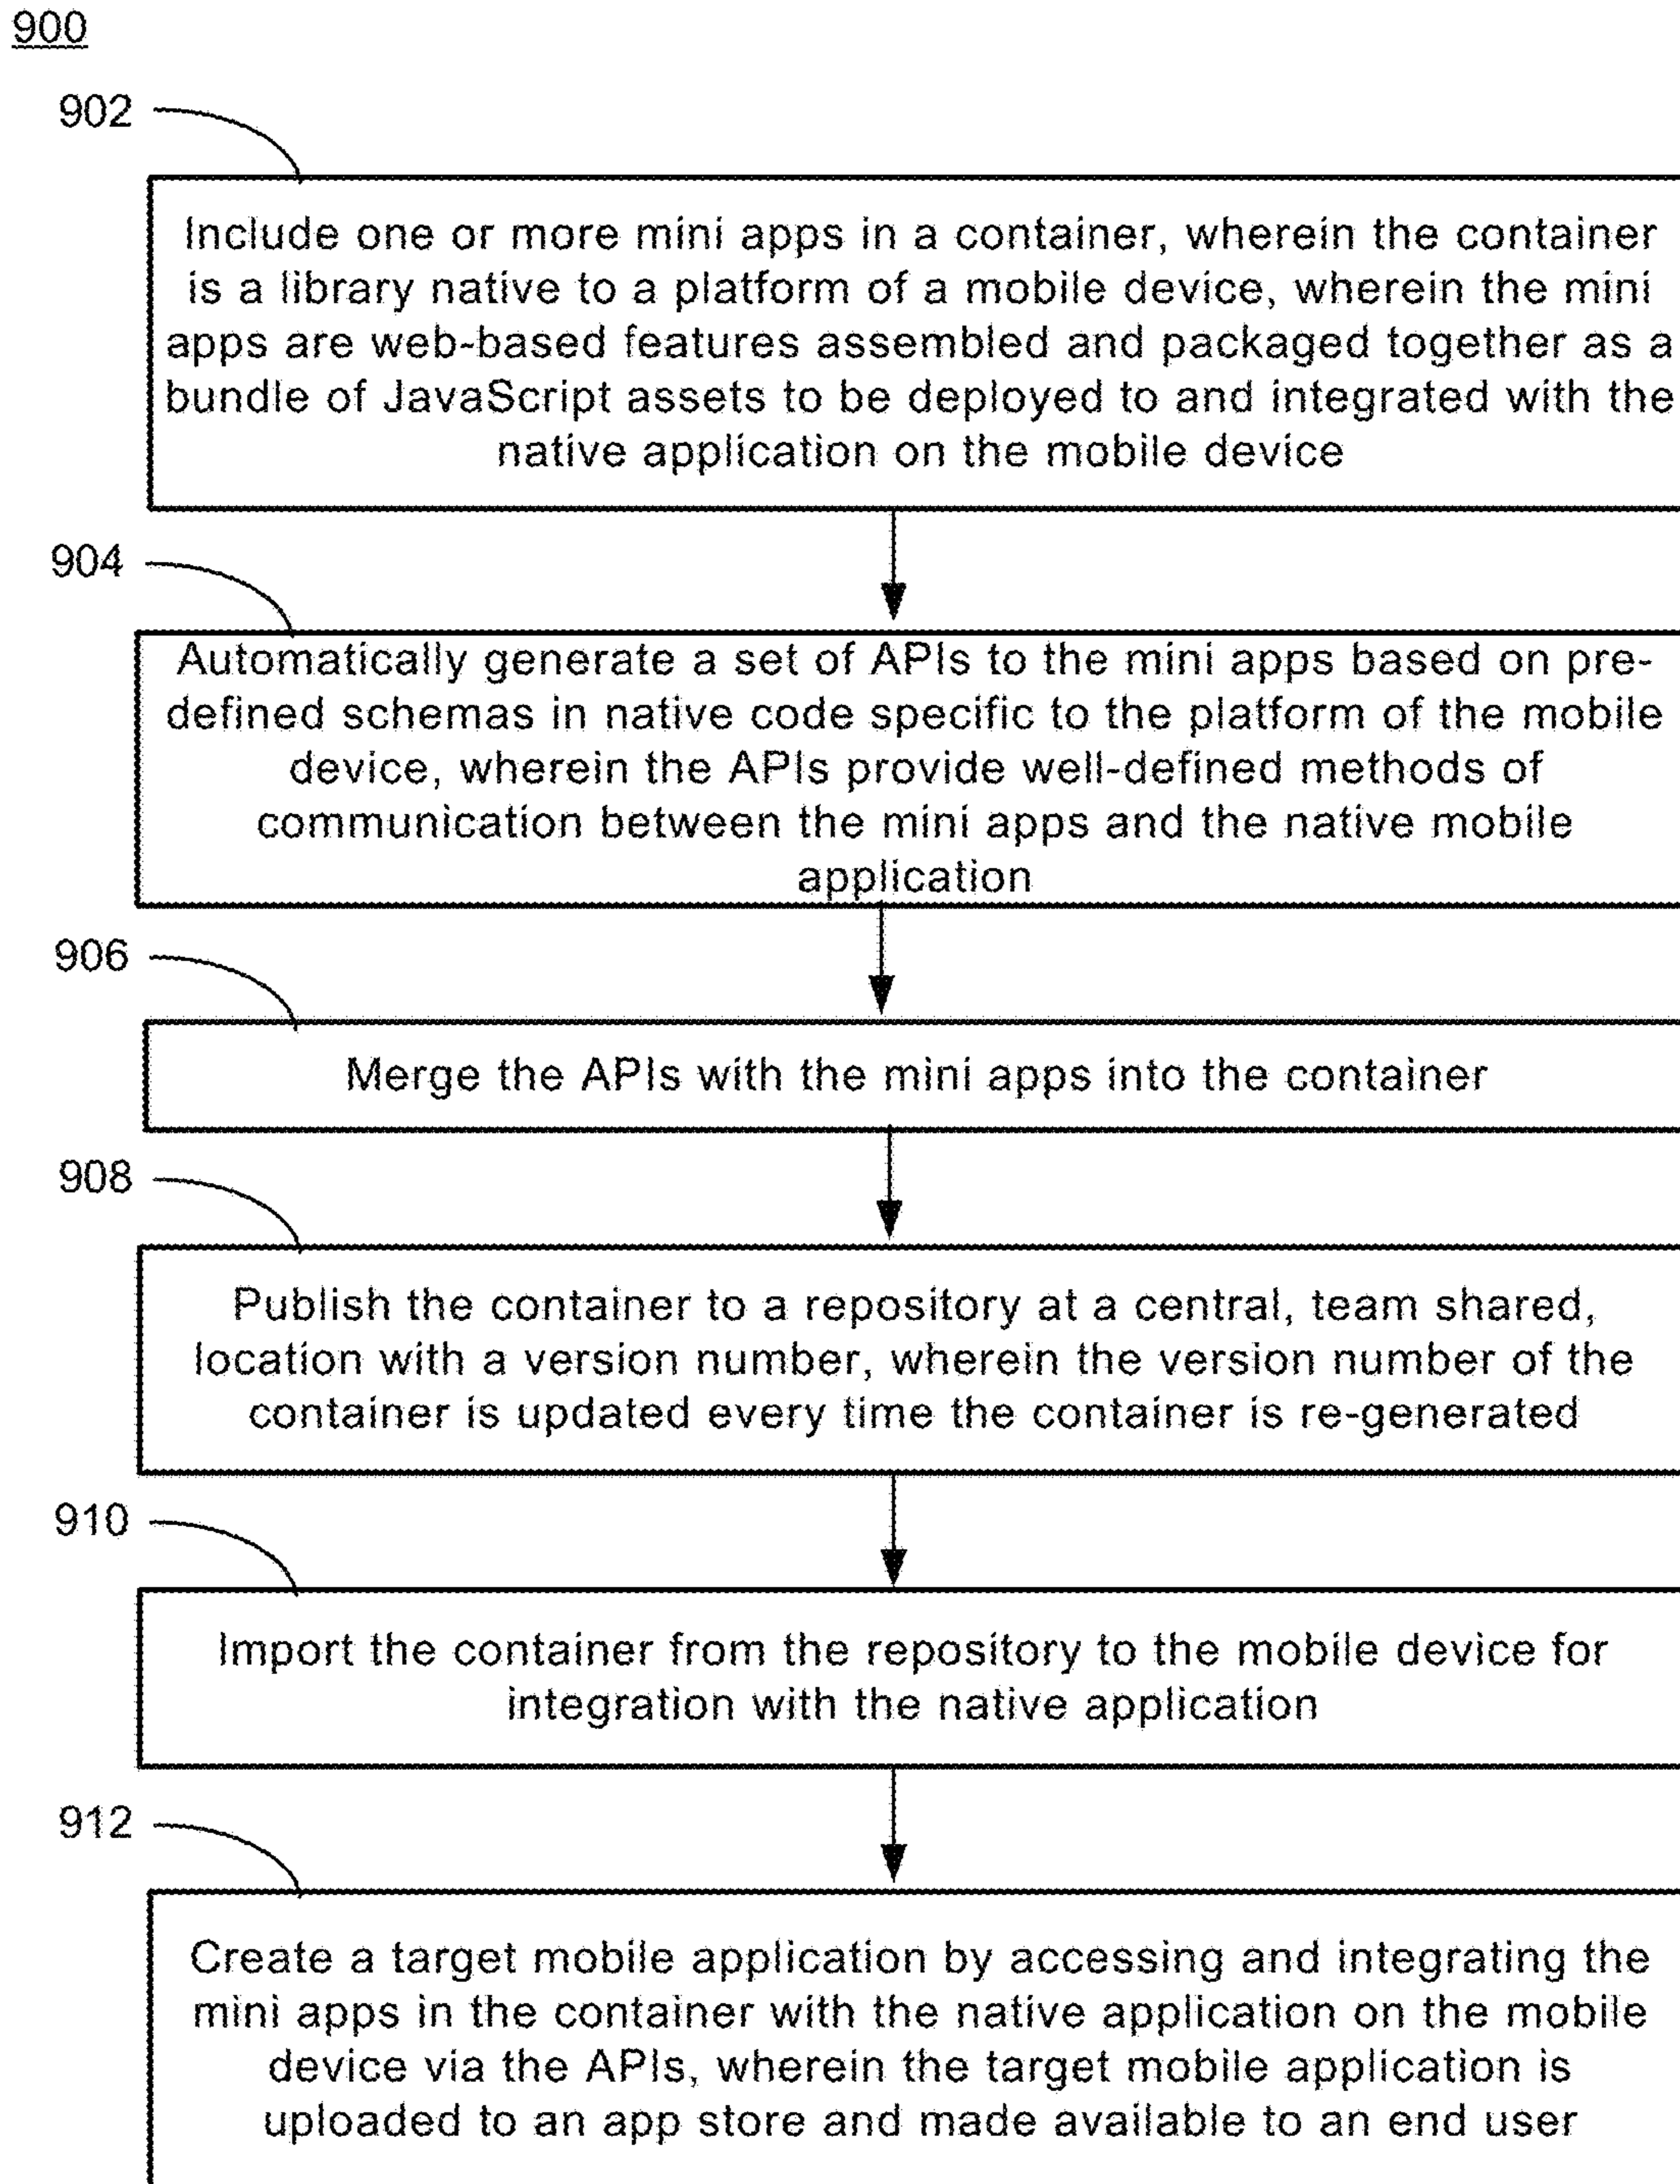 900
902
Include one or more mini apps in a container, wherein the container
is a library native to a platform of a mobile device, wherein the mini
apps are web-based features assembled and packaged together as a
bundle of JavaScript assets to be deployed to and integrated with the
native application on the mobile device
904
Automatically generate a set of APIs to the mini apps based on pre-
defined schemas in native code specific to the platform of the mobile
device, wherein the APIs provide well-defined methods of
communication between the mini apps and the native mobile
application
906
Merge the APIs with the mini apps into the container
908
Publish the container to a repository at a central, team shared,
location with a version number, wherein the version number of the
container is updated every time the container is re-generated
910
Import the container from the repository to the mobile device for
integration with the native application
912
Create a target mobile application by accessing and integrating the
mini apps in the container with the native application on the mobile
device via the APIs, wherein the target mobile application is
uploaded to an app store and made available to an end user